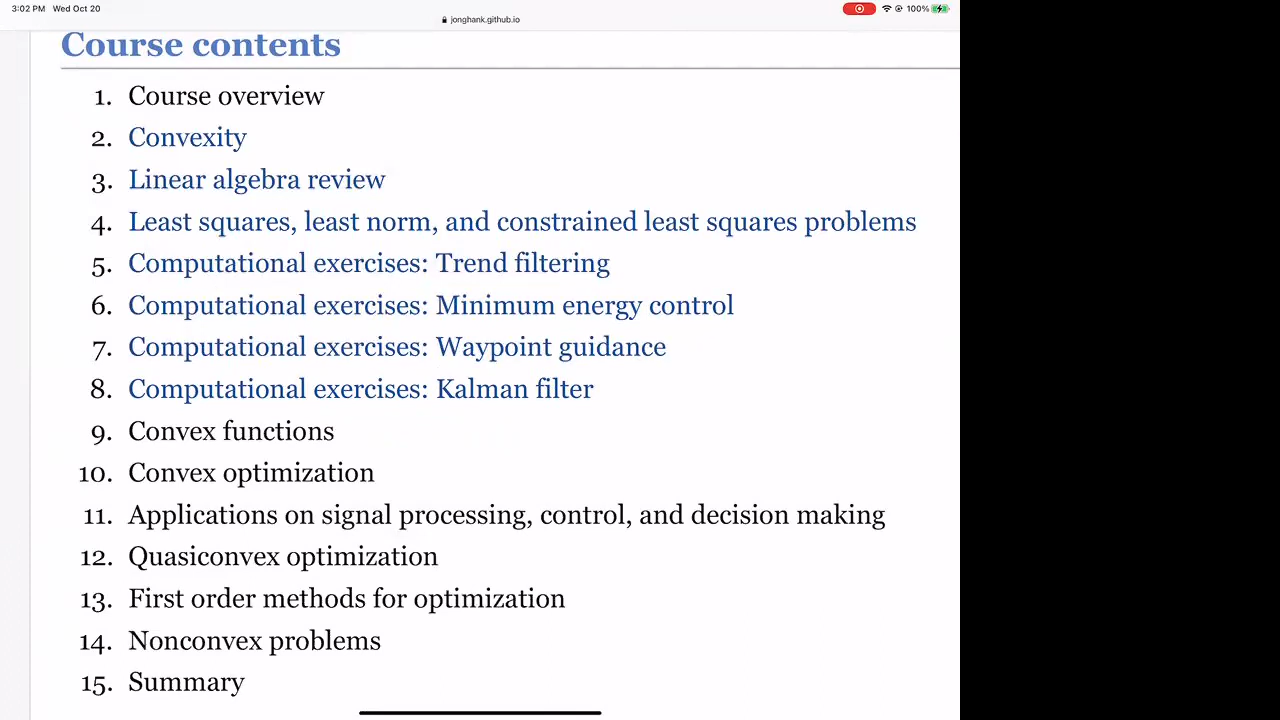 3:02 PM Wed Oct 20
100%
jonghank.github.io
Course contents
1. Course overview
2. Convexity
3. Linear algebra review
4. Least squares, least norm, and constrained least squares problems
5. Computational exercises: Trend filtering
6. Computational exercises: Minimum energy control
7. Computational exercises: Waypoint guidance
8. Computational exercises: Kalman filter
9. Convex functions
10. Convex optimization
11. Applications on signal processing, control, and decision making
12. Quasiconvex optimization
13. First order methods for optimization
14. Nonconvex problems
15. Summary